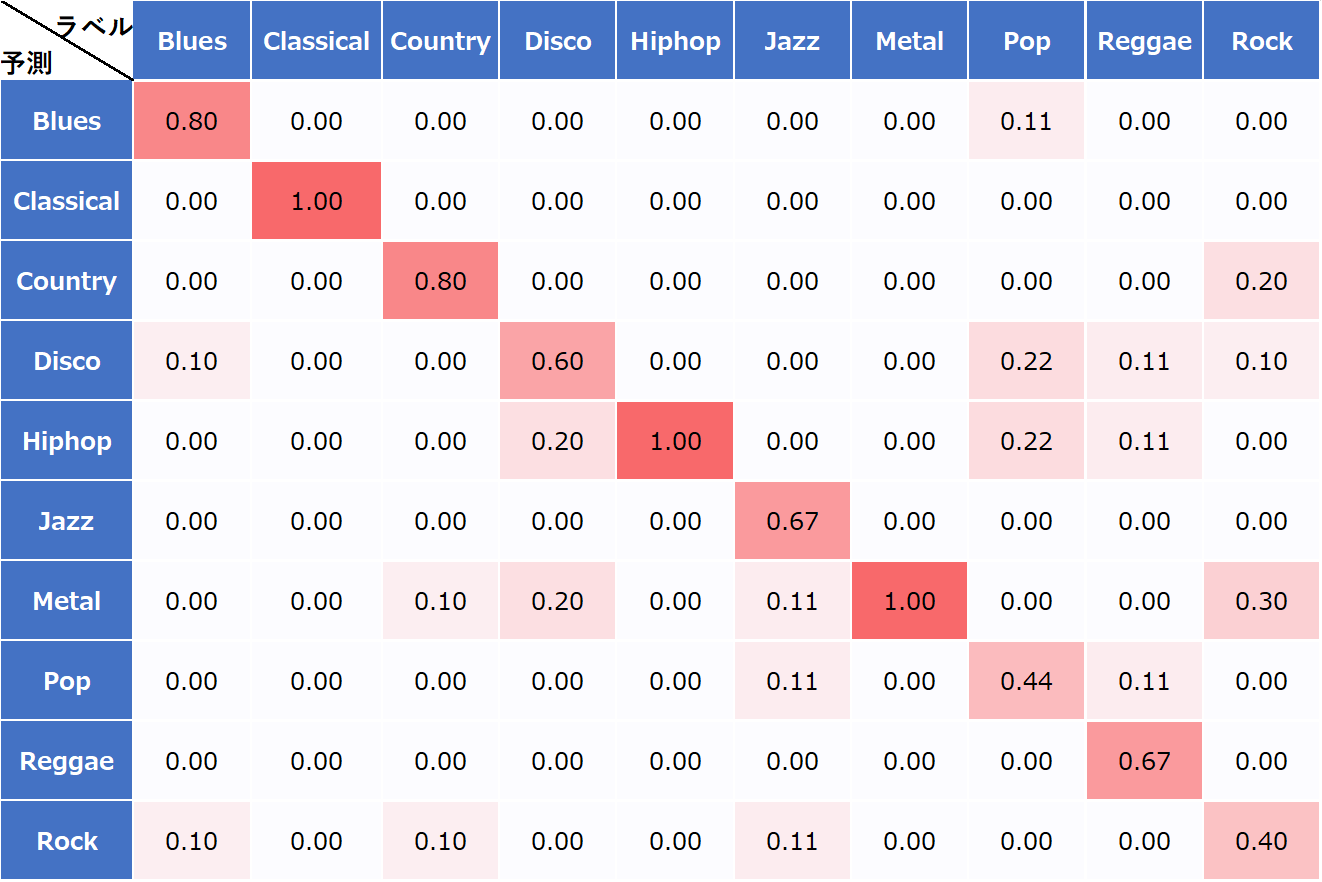 ラベル
予測
Blues Classical Country Disco Hiphop Jazz Metal Pop Reggae Rock
Blues 0.80 0.00 0.00 0.00 0.00 0.00 0.00 0.11 0.00 0.00
Classical 0.00 1.00 0.00 0.00 0.00 0.00 0.00 0.00 0.00 0.00
Country 0.00 0.00 0.80 0.00 0.00 0.00 0.00 0.00 0.00 0.20
Disco 0.10 0.00 0.00 0.60 0.00 0.00 0.00 0.22 0.11 0.10
Hiphop 0.00 0.00 0.00 0.20 1.00 0.00 0.00 0.22 0.11 0.00
Jazz 0.00 0.00 0.00 0.00 0.00 0.67 0.00 0.00 0.00 0.00
Metal 0.00 0.00 0.10 0.20 0.00 0.11 1.00 0.00 0.00 0.30
Pop 0.00 0.00 0.00 0.00 0.00 0.11 0.00 0.44 0.11 0.00
Reggae 0.00 0.00 0.00 0.00 0.00 0.00 0.00 0.00 0.67 0.00
Rock 0.10 0.00 0.10 0.00 0.00 0.11 0.00 0.00 0.00 0.40